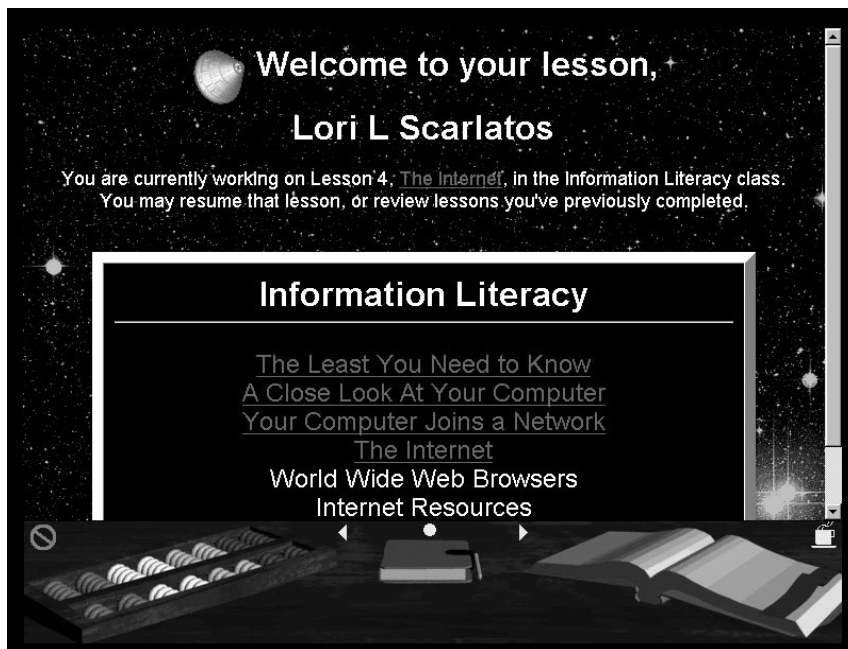 Welcome to your lesson,
Lori L Scarlatos
You are currently working on Lesson 4, The Internet, in the Information Literacy class.
You may resume that lesson, or review lessons you've previously completed.
Information Literacy
The Least You Need to Know
A Close Look At Your Computer
Your Computer Joins a Network
The Internet
World Wide Web Browsers
Internet Resources